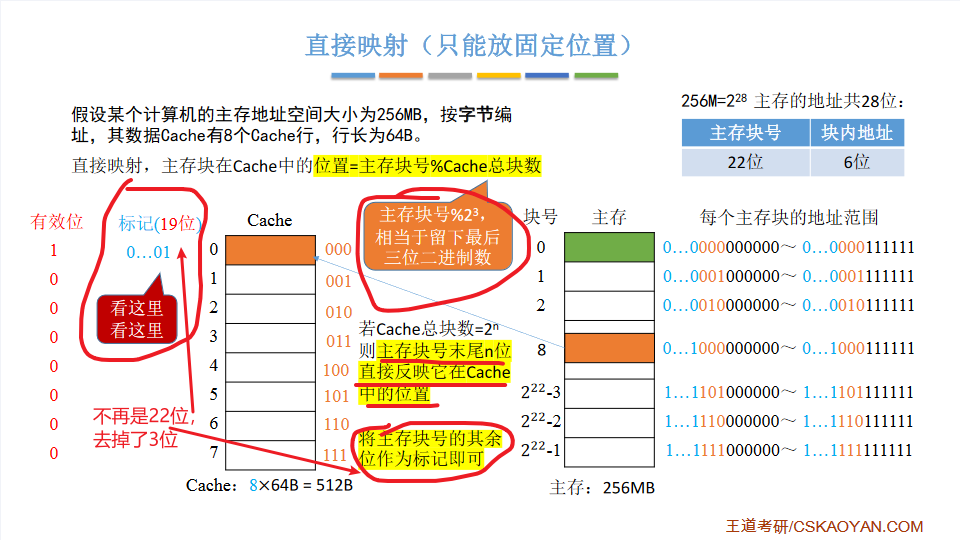 直接映射（只能放固定位置）
假设某个计算机的主存地址空间大小为256MB，按字节编
址，其数据Cache有8个Cache行，行长为64B。
直接映射，主存块在Cache中的位置=主存块号%Cache总块数
256M=2²⁸ 主存的地址共28位：
主存块号 块内地址
22位 6位
有效位 标记(19位) Cache
1 0…01 0 000
0 1 001
0 2 010
0 3 011
0 4 100
0 5 101
0 6 110
0 7 111
看这里
看这里
不再是22位，
去掉了3位
Cache：8×64B = 512B
主存块号%2³，
相当于留下最后
三位二进制数
若Cache总块数=2ⁿ
则主存块号末尾n位
直接反映它在Cache
中的位置
将主存块号的其余
位作为标记即可
块号 主存 每个主存块的地址范围
0 0…0000000000～ 0…0000111111
1 0…0001000000～ 0…0001111111
2 0…0010000000～ 0…0010111111
8 0…1000000000～ 0…1000111111
2²²-3 1…1101000000～ 1…1101111111
2²²-2 1…1110000000～ 1…1110111111
2²²-1 1…1111000000～ 1…1111111111
主存：256MB
王道考研/CSKAOYAN.COM